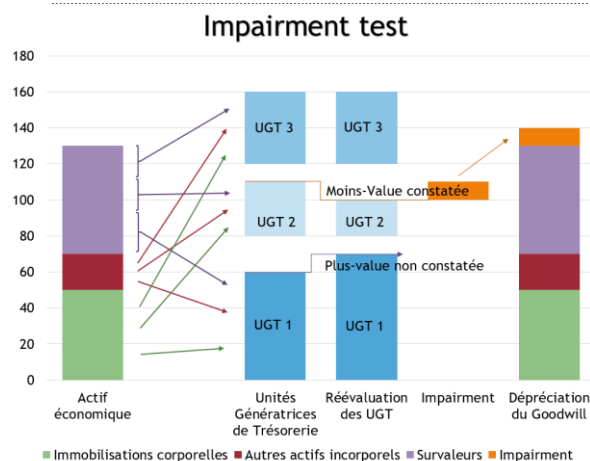 Impairment test
180
160
140
120
100
80
60
40
20
0
UGT 3
UGT 3
Moins-Value constatée
UGT 2
UGT 2
Plus-value non constatée
UGT 1
UGT 1
Actif
économique
Unités
Génératrices
de Trésorerie
Réévaluation
des UGT
Impairment
Dépréciation
du Goodwill
Immobilisations corporelles
Autres actifs incorporels
Survaleurs
Impairment